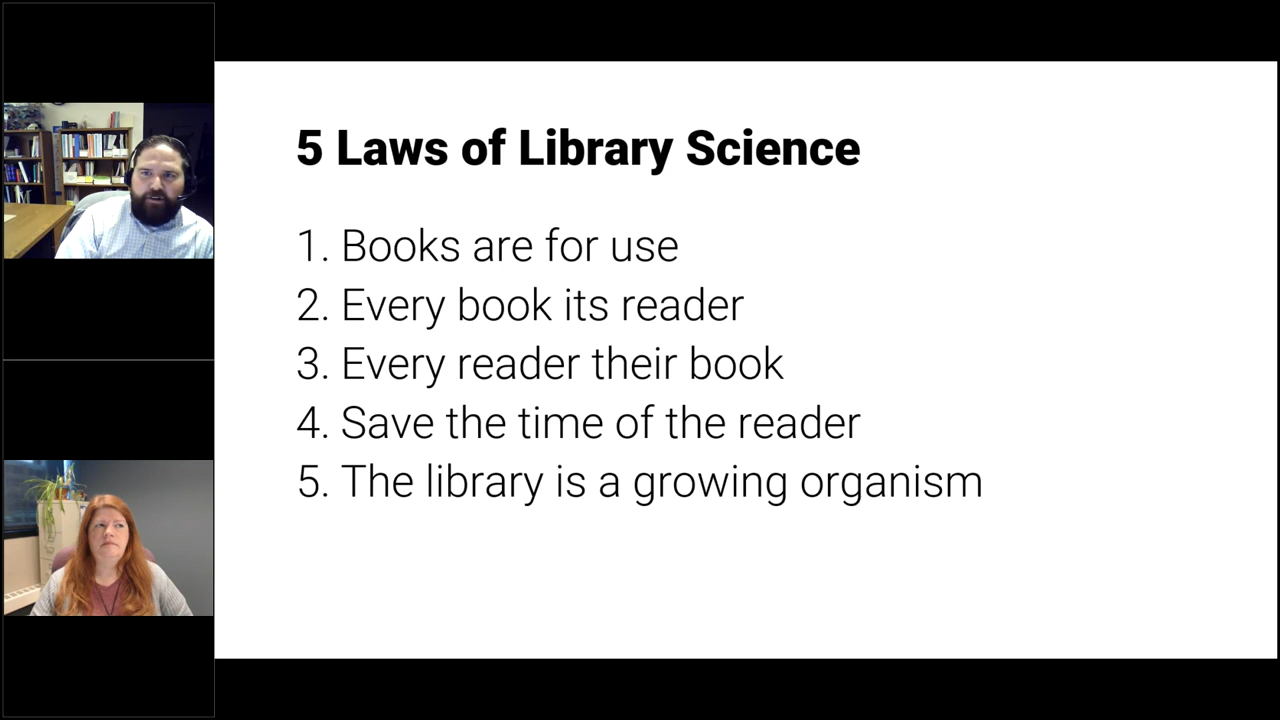 5 Laws of Library Science
1. Books are for use
2. Every book its reader
3. Every reader their book
4. Save the time of the reader
5. The library is a growing organism